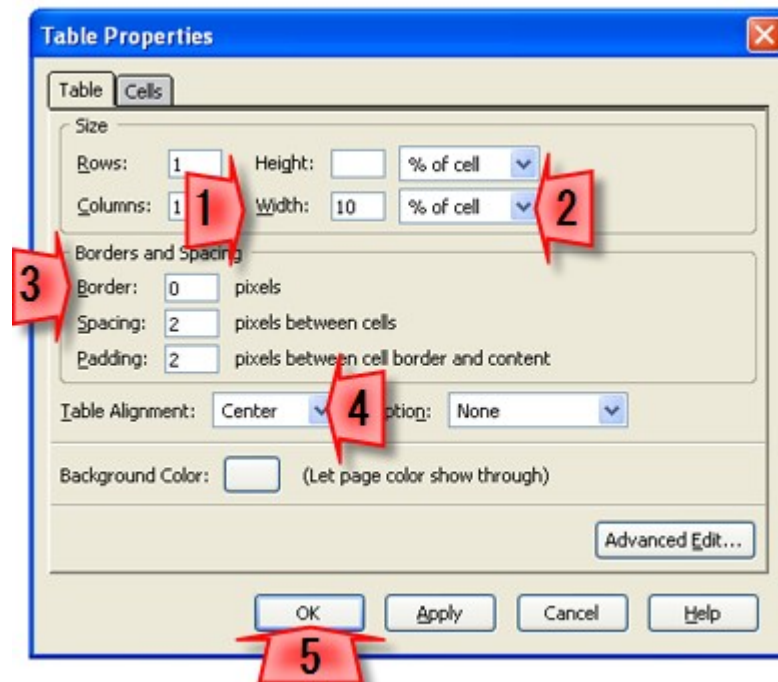 Table Properties
Table Cells
Size
Rows: 1 Height: % of cell
Columns: 1 1 Width: 10 % of cell 2
Borders and Spacing
3 Border: 0 pixels
Spacing: 2 pixels between cells
Padding: 2 pixels between cell border and content
Table Alignment: Center 4 None
Background Color: (Let page color show through)
Advanced Edit...
OK Apply Cancel Help
5